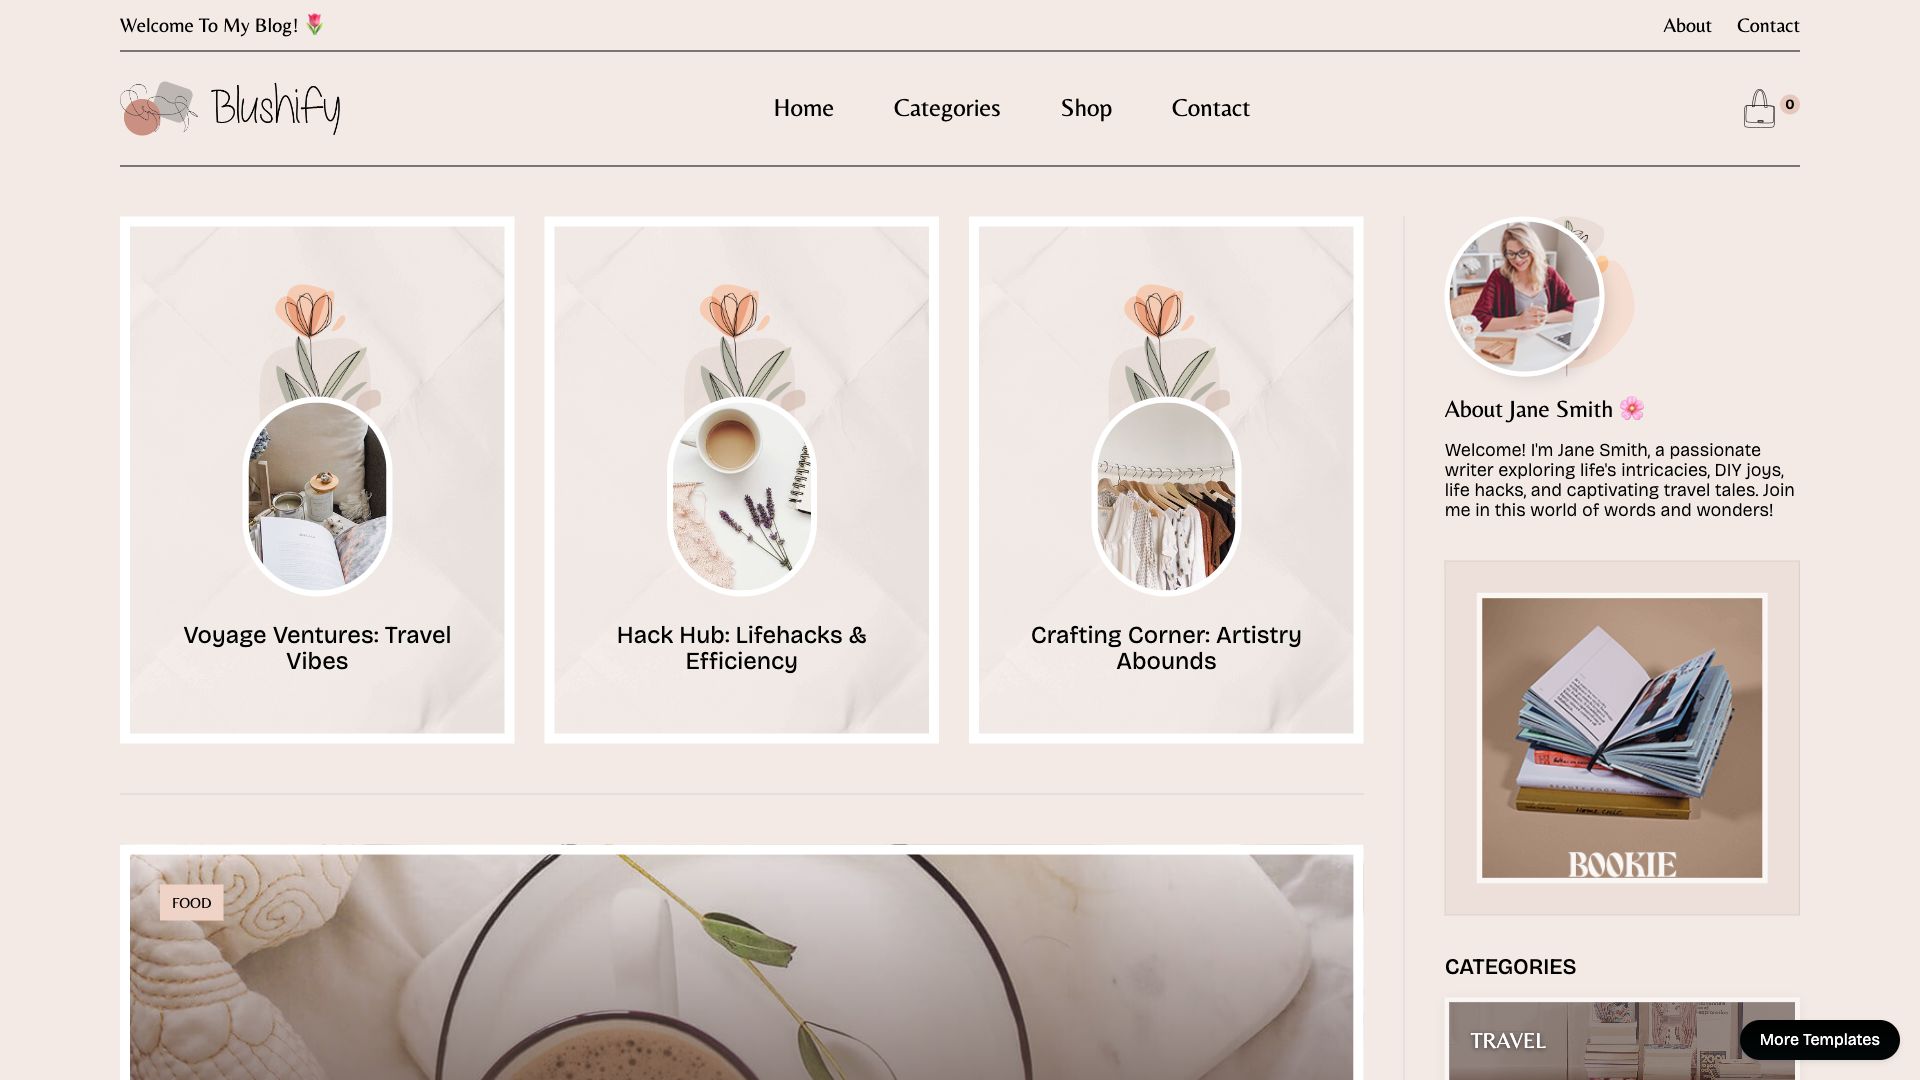 Welcome To My Blog! 🌷
About Contact
Blushify
Home Categories Shop Contact
0
Voyage Ventures: Travel
Vibes
Hack Hub: Lifehacks &
Efficiency
Crafting Corner: Artistry
Abounds
About Jane Smith 🌸
Welcome! I'm Jane Smith, a passionate
writer exploring life's intricacies, DIY joys,
life hacks, and captivating travel tales. Join
me in this world of words and wonders!
BOOKIE
FOOD
CATEGORIES
TRAVEL
More Templates